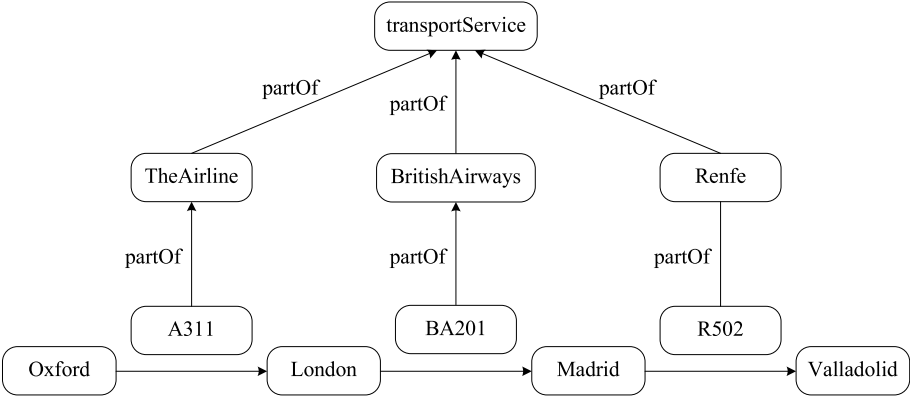 transportService
partOf
partOf
partOf
TheAirline
BritishAirways
Renfe
partOf
partOf
partOf
A311
BA201
R502
Oxford
London
Madrid
Valladolid